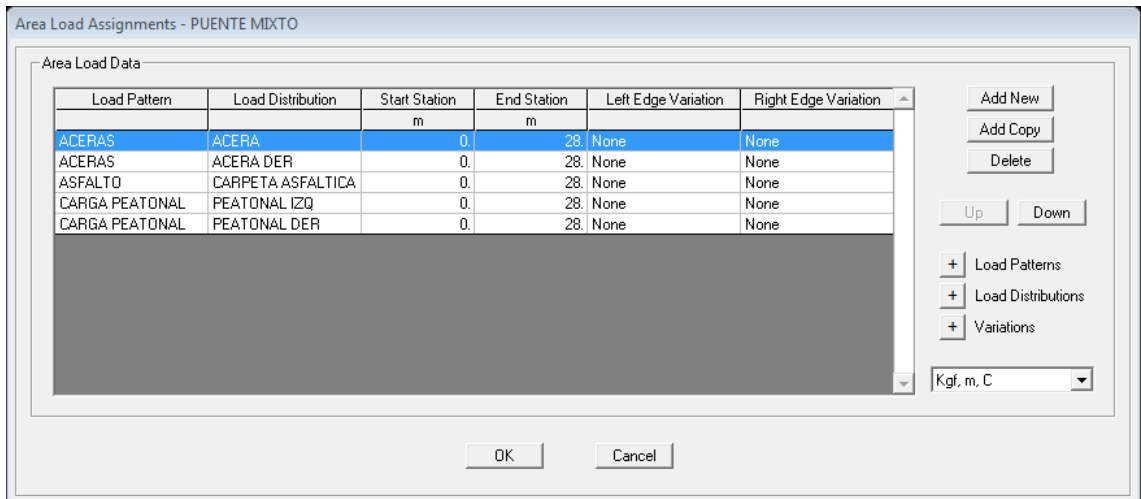 Area Load Assignments - PUENTE MIXTO
Area Load Data
Load Pattern Load Distribution Start Station End Station Left Edge Variation Right Edge Variation
m m
ACERAS ACERA 0. 28. None None
ACERAS ACERA DER 0. 28. None None
ASFALTO CARPETA ASFALTICA 0. 28. None None
CARGA PEATONAL PEATONAL IZQ 0. 28. None None
CARGA PEATONAL PEATONAL DER 0. 28. None None
Add New
Add Copy
Delete
Up Down
+ Load Patterns
+ Load Distributions
+ Variations
Kgf, m, C
OK Cancel